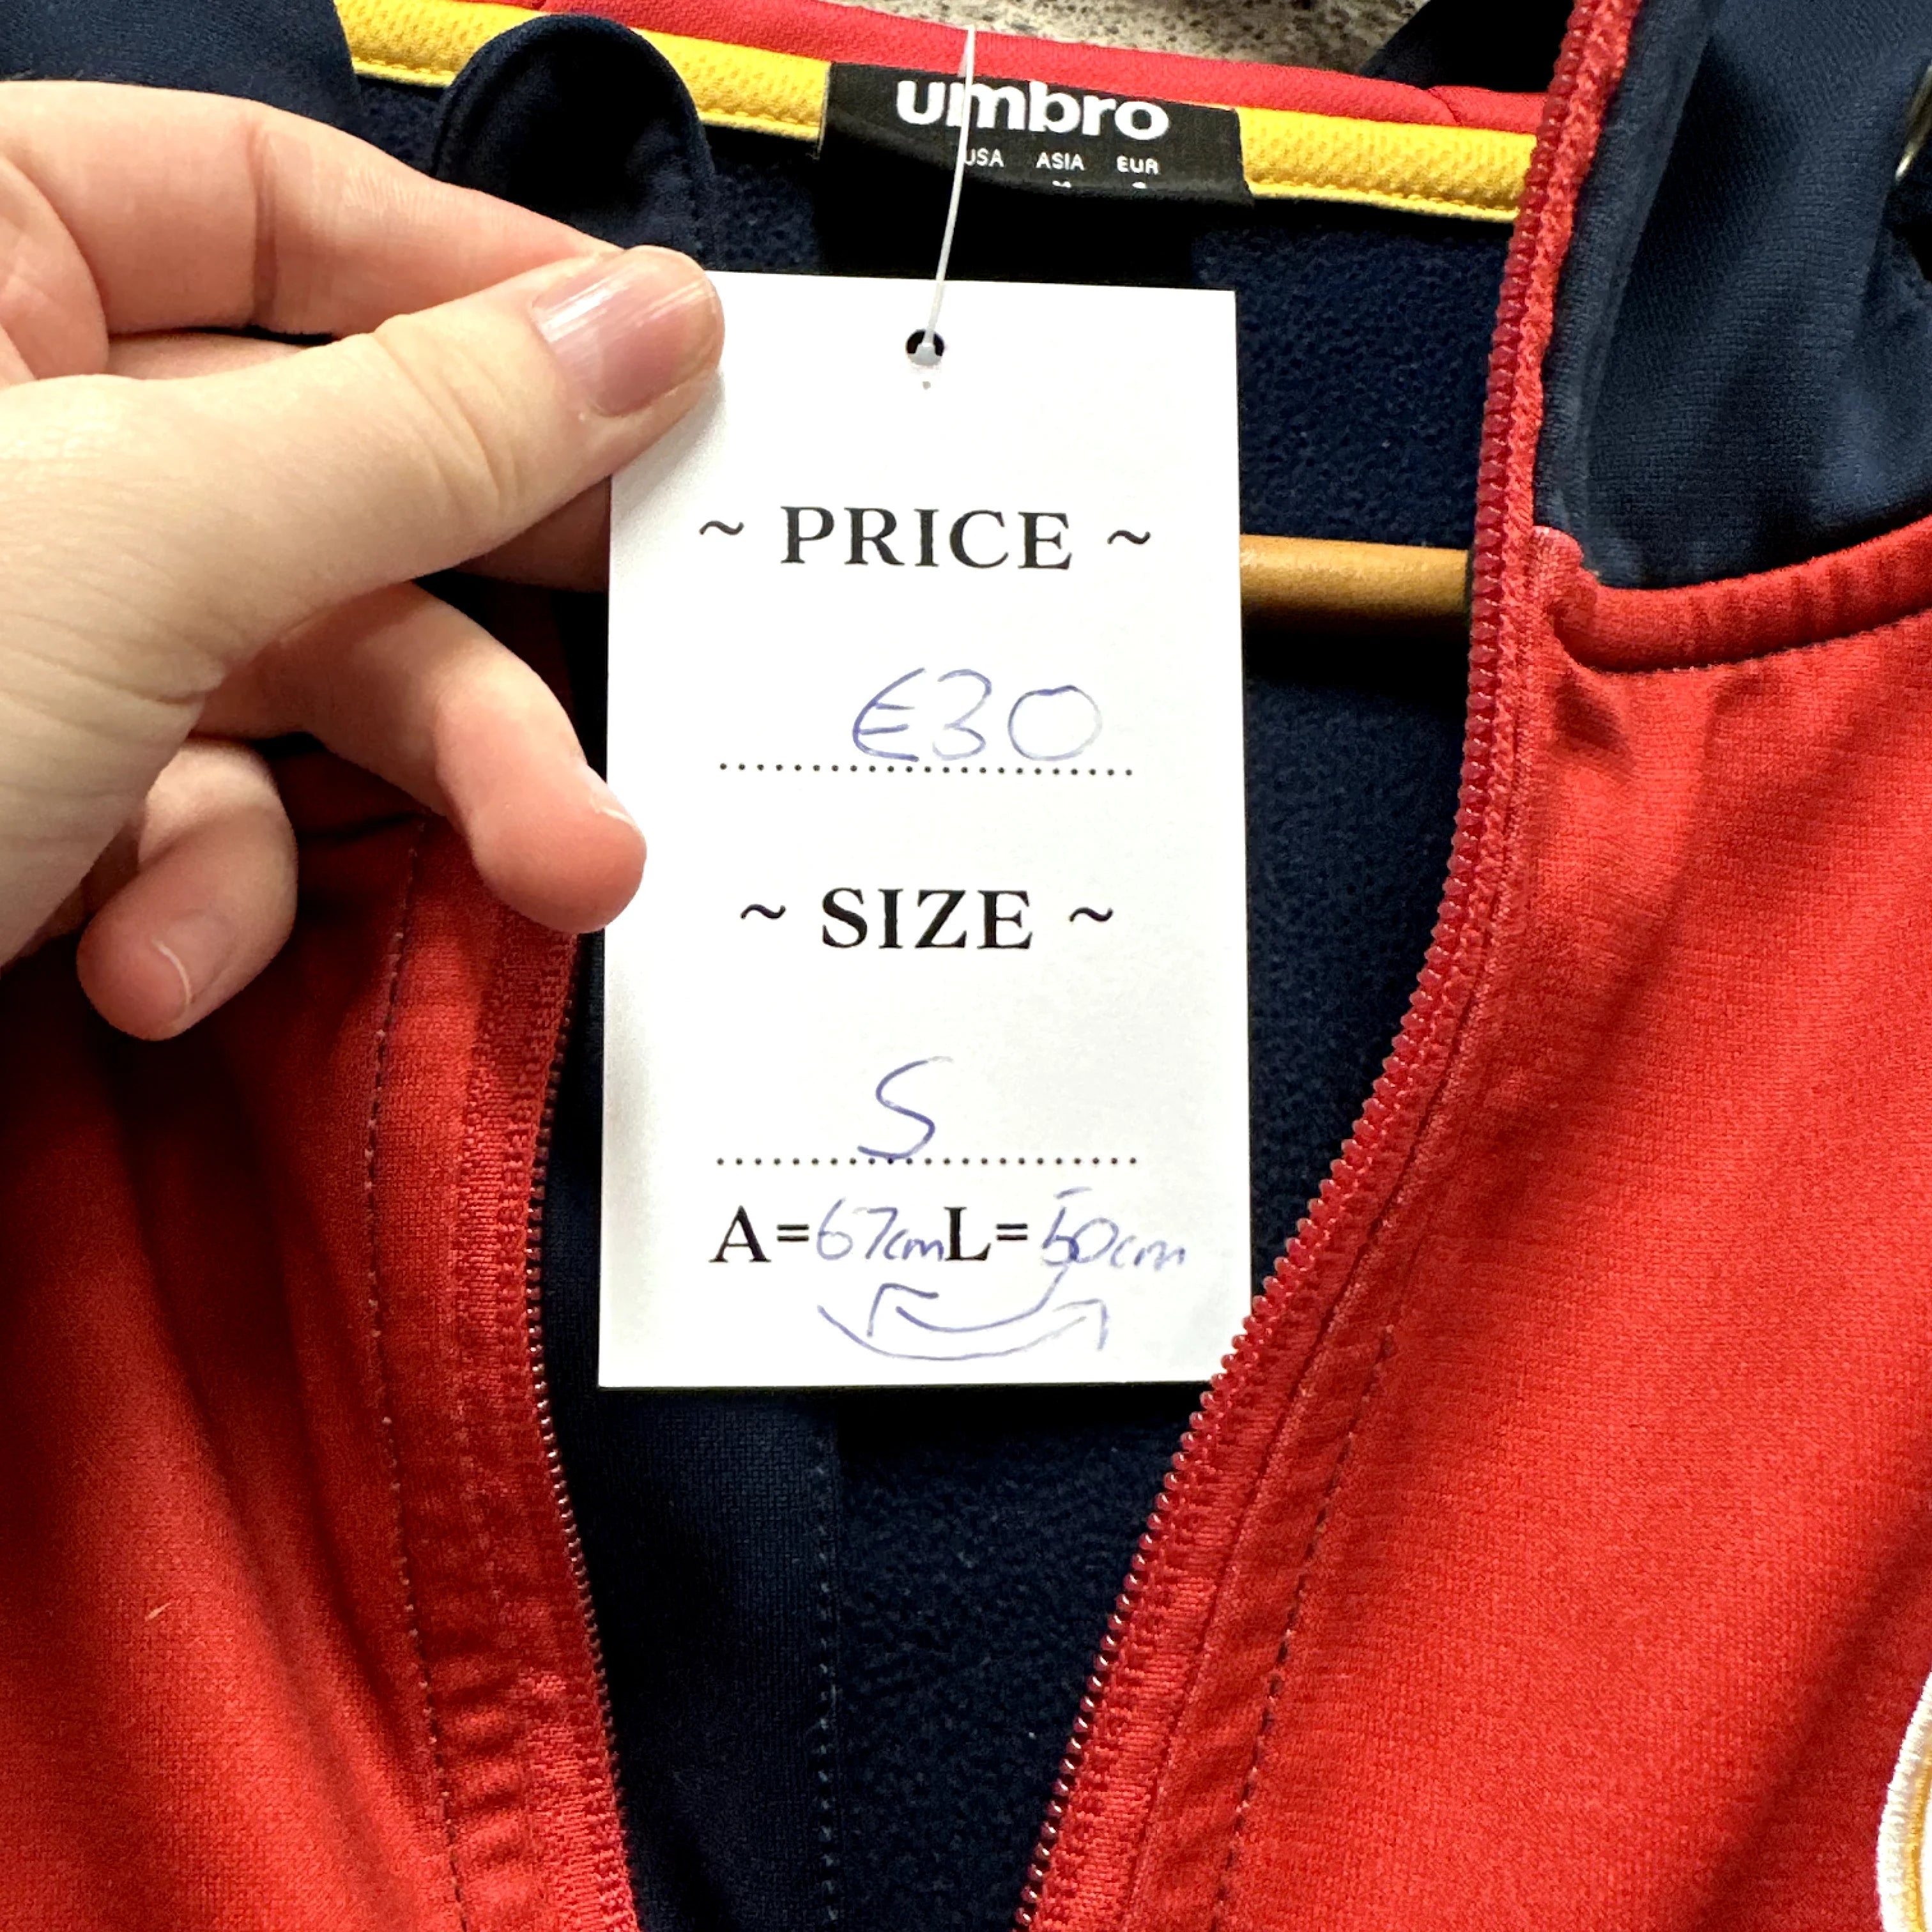 umbro
USA ASIA EUR
~ PRICE ~
€30
~ SIZE ~
S
A=67cm L=50cm